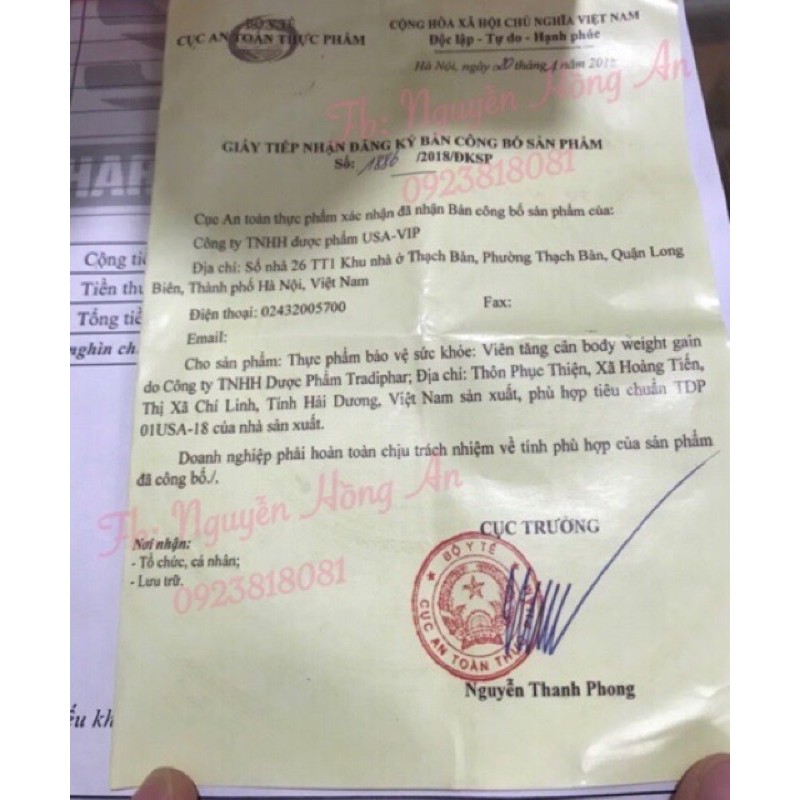 BỘ Y TẾ
CỤC AN TOÀN THỰC PHẨM
CỘNG HÒA XÃ HỘI CHỦ NGHĨA VIỆT NAM
Độc lập - Tự do - Hạnh phúc
Hà Nội, ngày 20 tháng 1 năm 201
Fb: Nguyễn Hồng An
GIẤY TIẾP NHẬN ĐĂNG KÝ BẢN CÔNG BỐ SẢN PHẨM
Số: 1886 /2018/ĐKSP
0923818081
Cục An toàn thực phẩm xác nhận đã nhận Bản công bố sản phẩm của:
Công ty TNHH dược phẩm USA-VIP
Địa chỉ: Số nhà 26 TT1 Khu nhà ở Thạch Bàn, Phường Thạch Bàn, Quận Long
Biên, Thành phố Hà Nội, Việt Nam
Điện thoại: 02432005700 Fax:
Email:
Cho sản phẩm: Thực phẩm bảo vệ sức khỏe: Viên tăng cân body weight gain
do Công ty TNHH Dược Phẩm Tradiphar; Địa chỉ: Thôn Phục Thiện, Xã Hoàng Tiến,
Thị Xã Chí Linh, Tỉnh Hải Dương, Việt Nam sản xuất, phù hợp tiêu chuẩn TDP
01USA-18 của nhà sản xuất.
Doanh nghiệp phải hoàn toàn chịu trách nhiệm về tính phù hợp của sản phẩm
đã công bố./.
Fb: Nguyễn Hồng An
0923818081
Nơi nhận:
- Tổ chức, cá nhân;
- Lưu trữ.
CỤC TRƯỞNG
BỘ Y TẾ
CỤC AN TOÀN THỰC
Nguyễn Thanh Phong
Cộng tiề
Tiền thu
Tổng tiề
nghìn ch